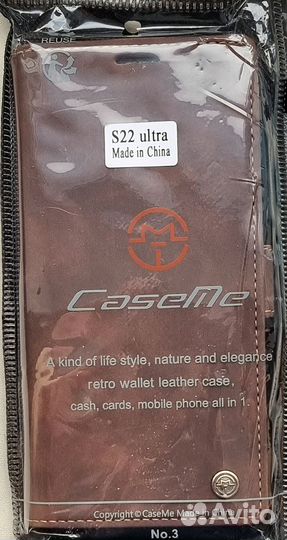 REUSE
S22 ultra
Made in China
CaseMe
A kind of life style, nature and elegance
retro wallet leather case,
cash, cards, mobile phone all in 1.
Copyright ©CaseMe Made in China
No.3
Avito